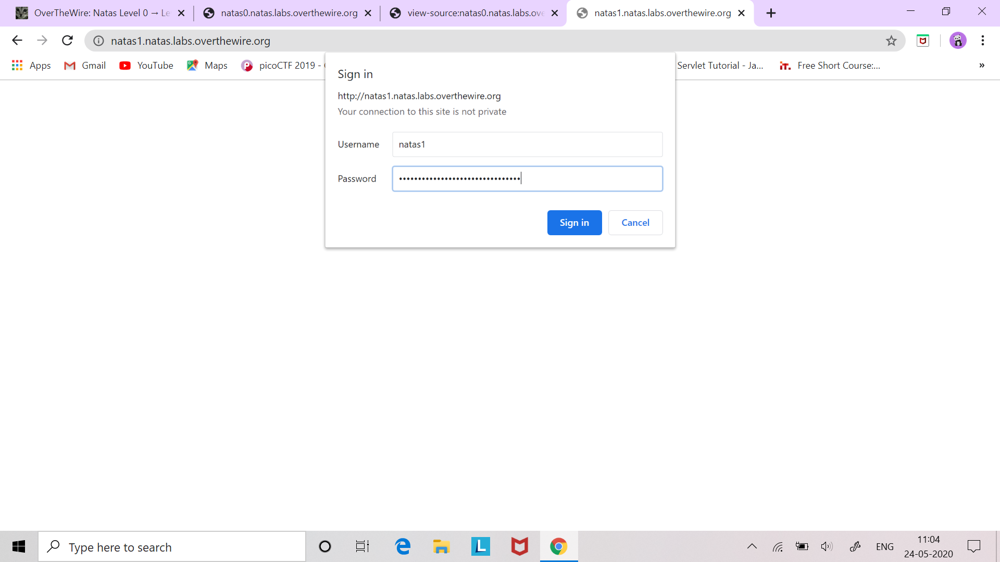 OverTheWire: Natas Level 0 → Le
natas0.natas.labs.overthewire.org
view-source:natas0.natas.labs.ove
natas1.natas.labs.overthewire.org
natas1.natas.labs.overthewire.org
Apps
Gmail
YouTube
Maps
picoCTF 2019 -
Servlet Tutorial - Ja...
Free Short Course:...
»
Sign in
http://natas1.natas.labs.overthewire.org
Your connection to this site is not private
Username
natas1
Password
••••••••••••••••••••••••••••••••
Sign in
Cancel
Type here to search
ENG
11:04
24-05-2020